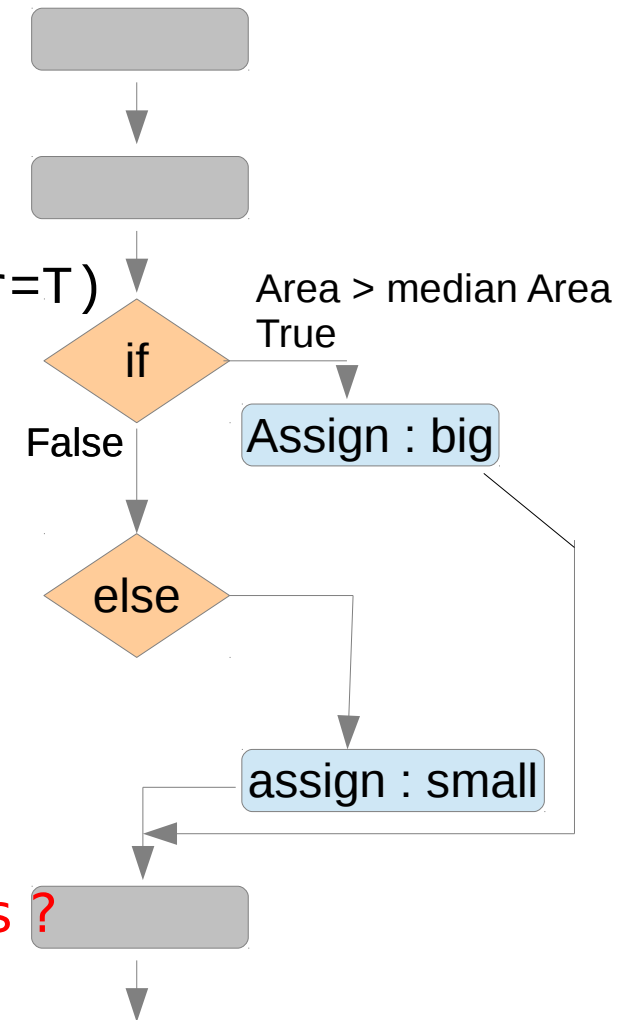 =T)
Area > median Area
True
if
False
Assign : big
else
assign : small
s ?